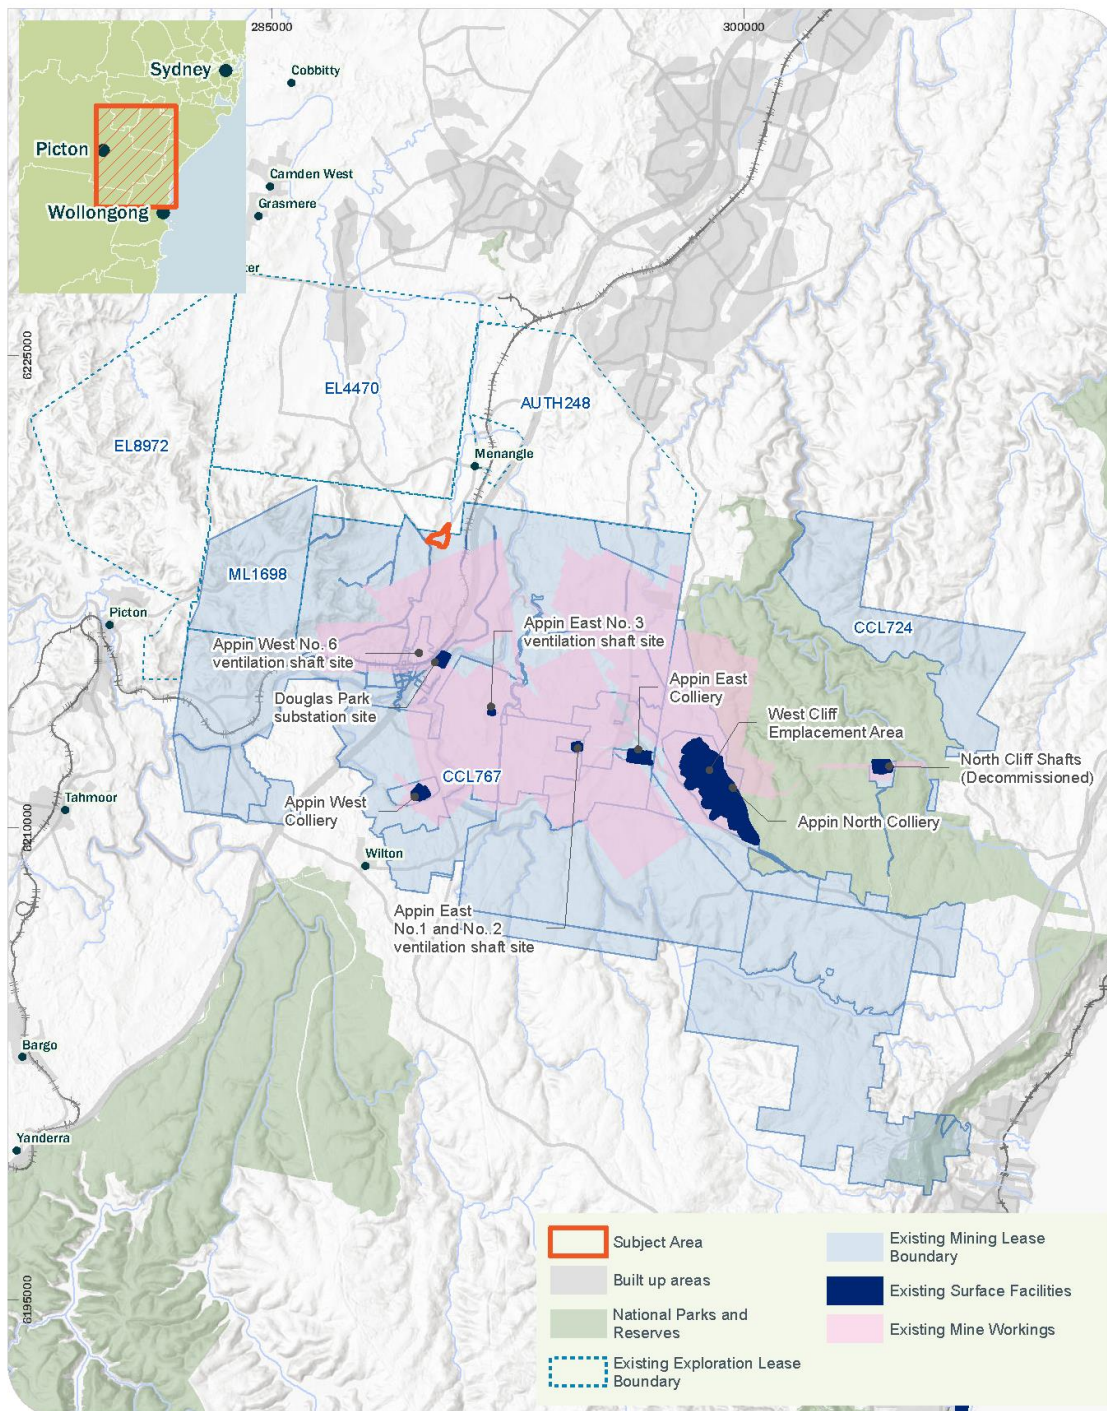 285000
300000
Sydney
Picton
Wollongong
Cobbitty
Camden West
Grasmere
ter
6225000
EL4470
AUTH248
EL8972
Menangle
ML1698
Picton
CCL724
Appin West No. 6
ventilation shaft site
Appin East No. 3
ventilation shaft site
Douglas Park
substation site
Appin East
Colliery
West Cliff
Emplacement Area
North Cliff Shafts
(Decommissioned)
CCL767
Tahmoor
Appin West
Colliery
Appin North Colliery
6210000
Wilton
Appin East
No.1 and No. 2
ventilation shaft site
Bargo
Yanderra
6195000
Subject Area
Built up areas
National Parks and
Reserves
Existing Exploration Lease
Boundary
Existing Mining Lease
Boundary
Existing Surface Facilities
Existing Mine Workings